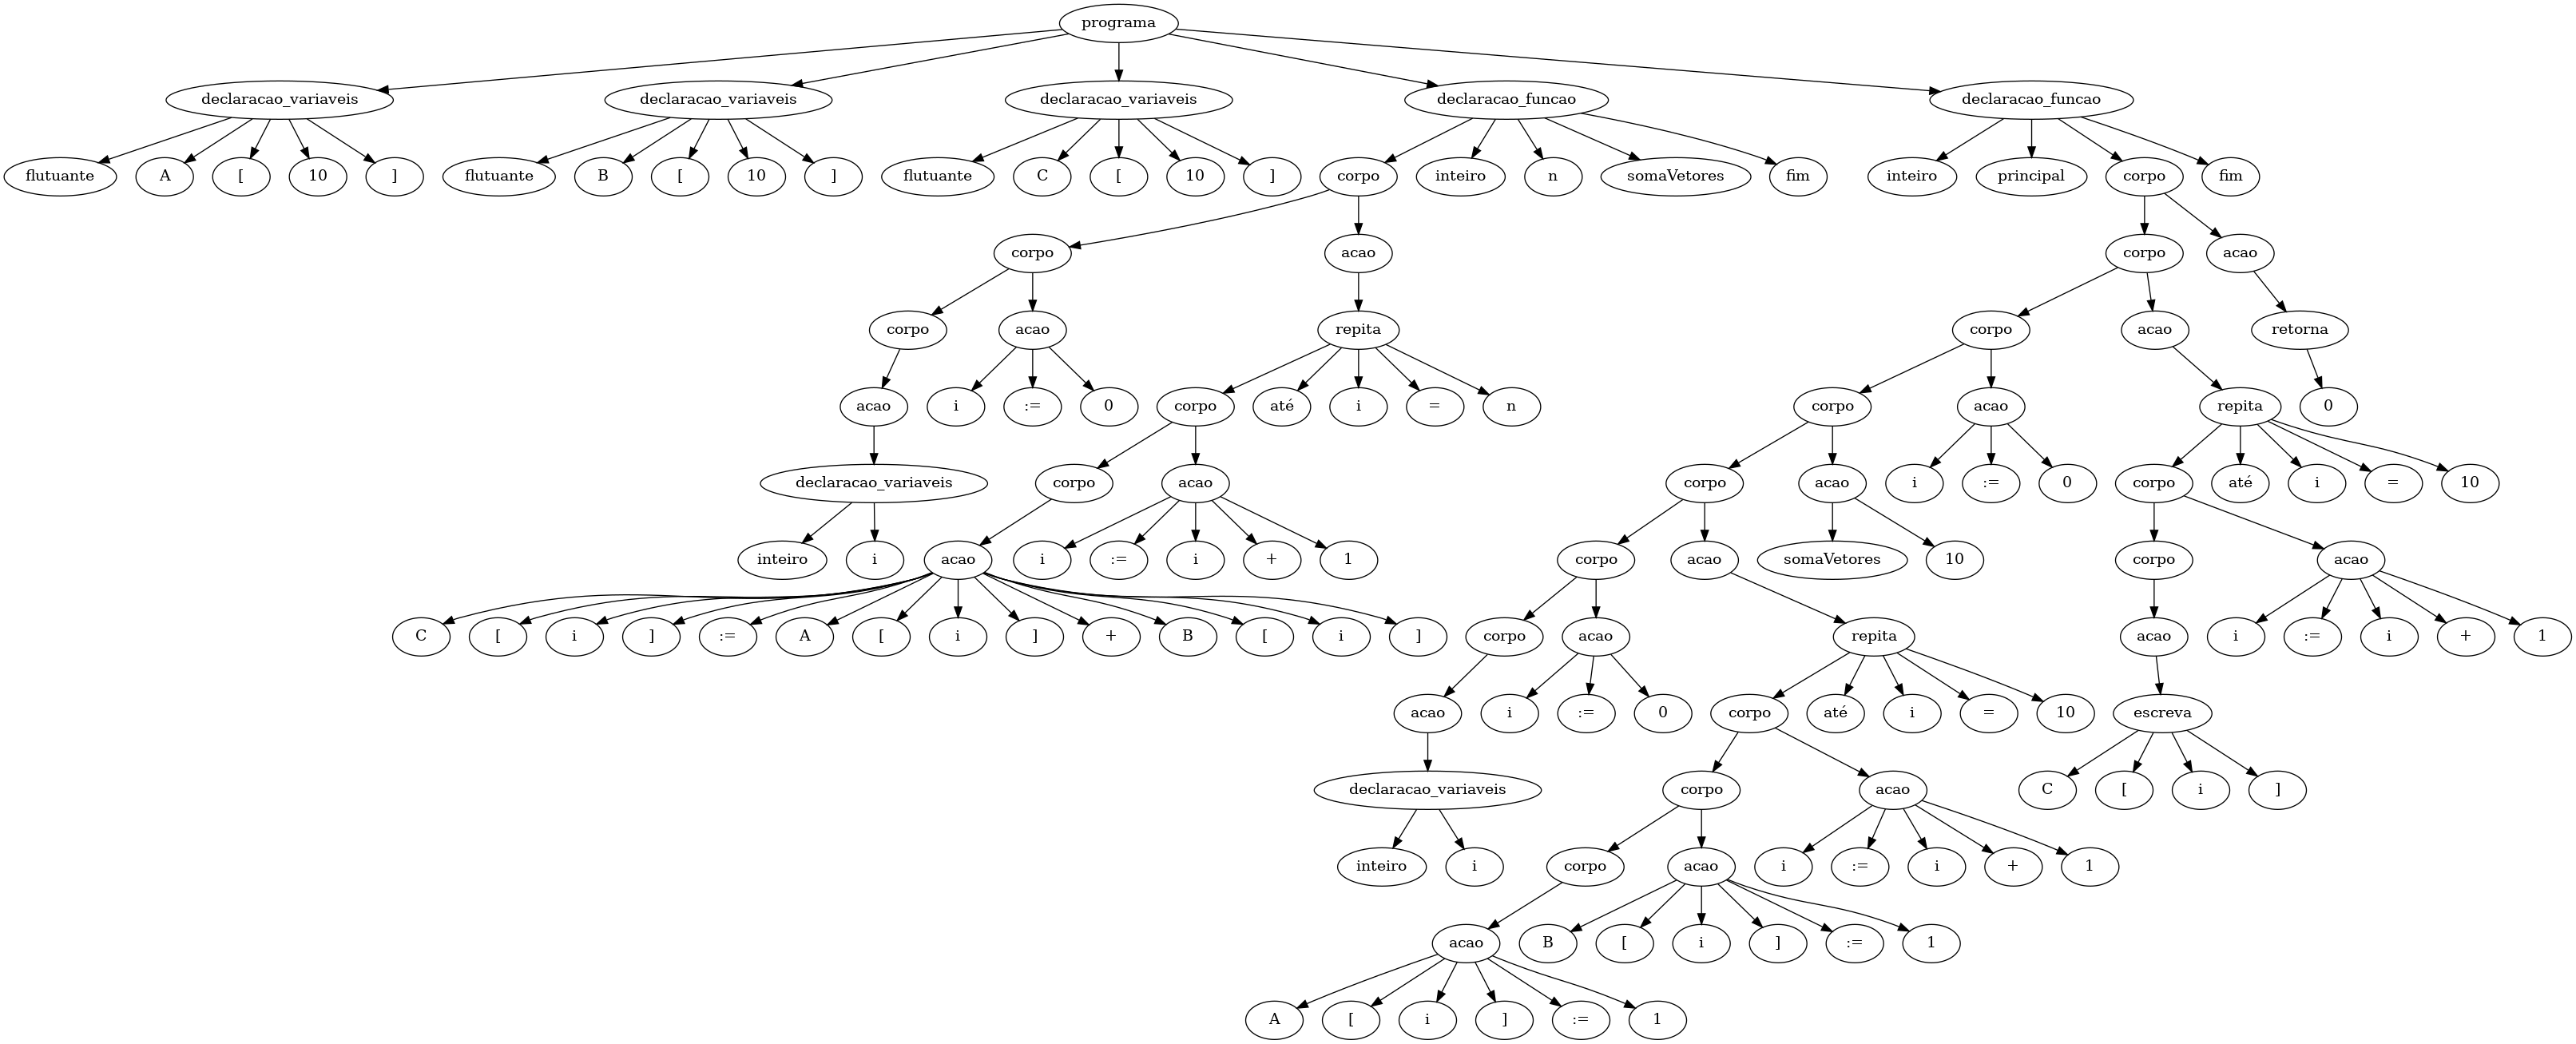 programa
declaracao_variaveis declaracao_variaveis declaracao_variaveis declaracao_funcao declaracao_funcao
flutuante A [ 10 ] flutuante B [ 10 ] flutuante C [ 10 ] corpo inteiro n somaVetores fim inteiro principal corpo fim
corpo acao corpo acao
corpo acao repita corpo acao retorna
acao i := 0 corpo até i = n corpo acao repita 0
declaracao_variaveis corpo acao corpo acao i := 0 corpo até i = 10
inteiro i acao i := i + 1 corpo acao somaVetores 10 corpo acao
C [ i ] := A [ i ] + B [ i ] corpo acao repita acao i := i + 1
acao i := 0 corpo até i = 10 escreva
declaracao_variaveis corpo acao C [ i ]
inteiro i corpo acao i := i + 1
acao B [ i ] := 1
A [ i ] := 1